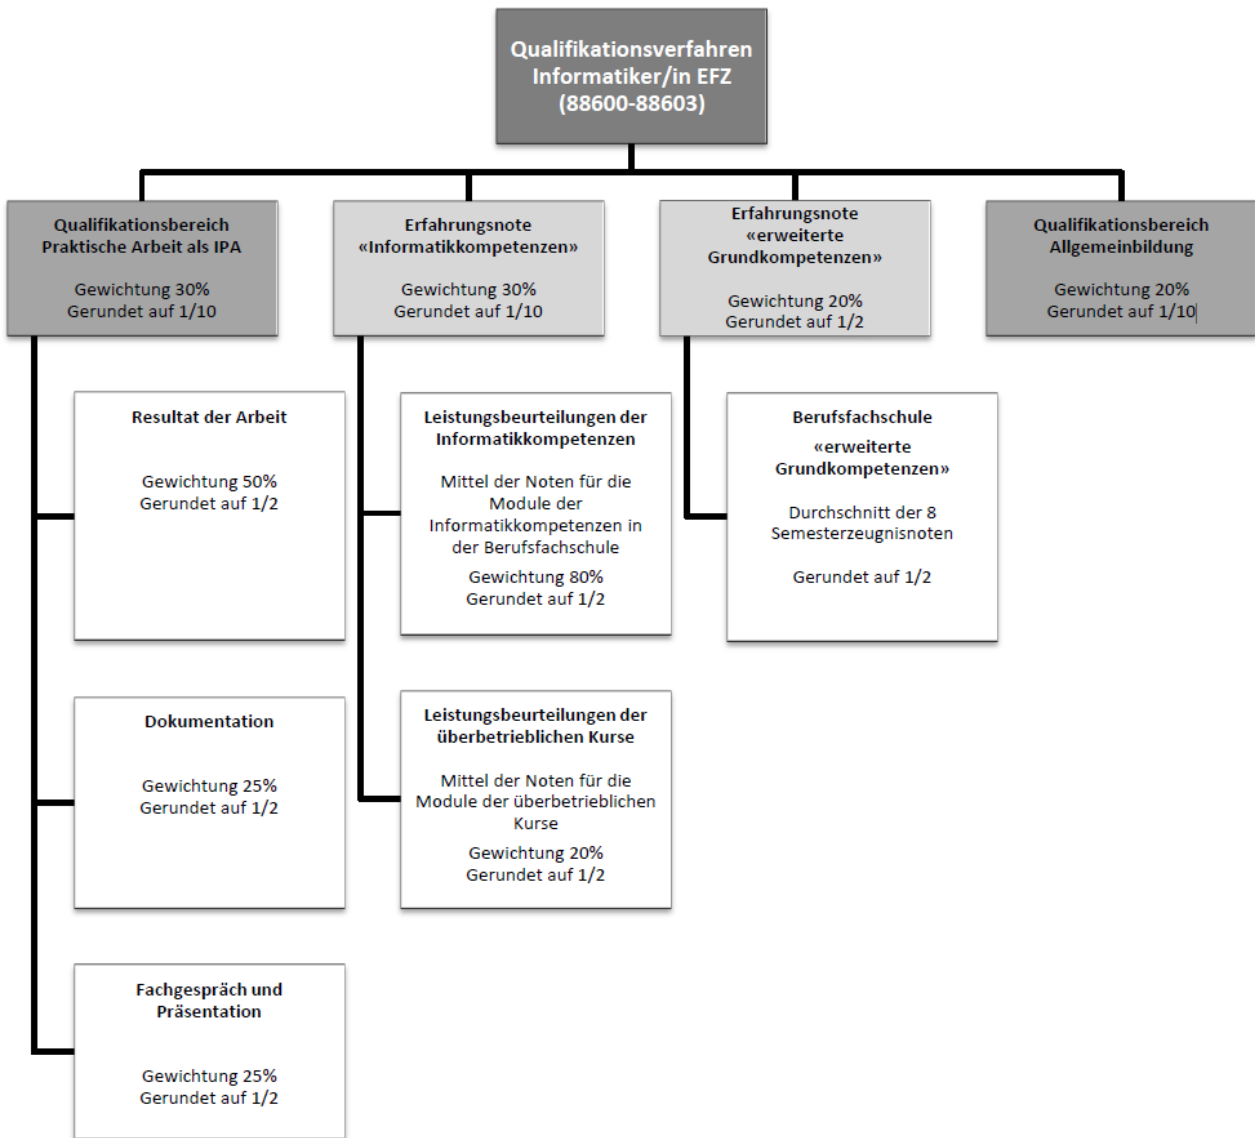 Qualifikationsverfahren
Informatiker/in EFZ
(88600-88603)
Qualifikationsbereich
Praktische Arbeit als IPA
Gewichtung 30%
Gerundet auf 1/10
Erfahrungsnote
«Informatikkompetenzen»
Gewichtung 30%
Gerundet auf 1/10
Erfahrungsnote
«erweiterte
Grundkompetenzen»
Gewichtung 20%
Gerundet auf 1/2
Qualifikationsbereich
Allgemeinbildung
Gewichtung 20%
Gerundet auf 1/10
Resultat der Arbeit
Gewichtung 50%
Gerundet auf 1/2
Leistungsbeurteilungen der
Informatikkompetenzen
Mittel der Noten für die
Module der
Informatikkompetenzen in
der Berufsfachschule
Gewichtung 80%
Gerundet auf 1/2
Berufsfachschule
«erweiterte
Grundkompetenzen»
Durchschnitt der 8
Semesterzeugnisnoten
Gerundet auf 1/2
Dokumentation
Gewichtung 25%
Gerundet auf 1/2
Leistungsbeurteilungen der
überbetrieblichen Kurse
Mittel der Noten für die
Module der überbetrieblichen
Kurse
Gewichtung 20%
Gerundet auf 1/2
Fachgespräch und
Präsentation
Gewichtung 25%
Gerundet auf 1/2